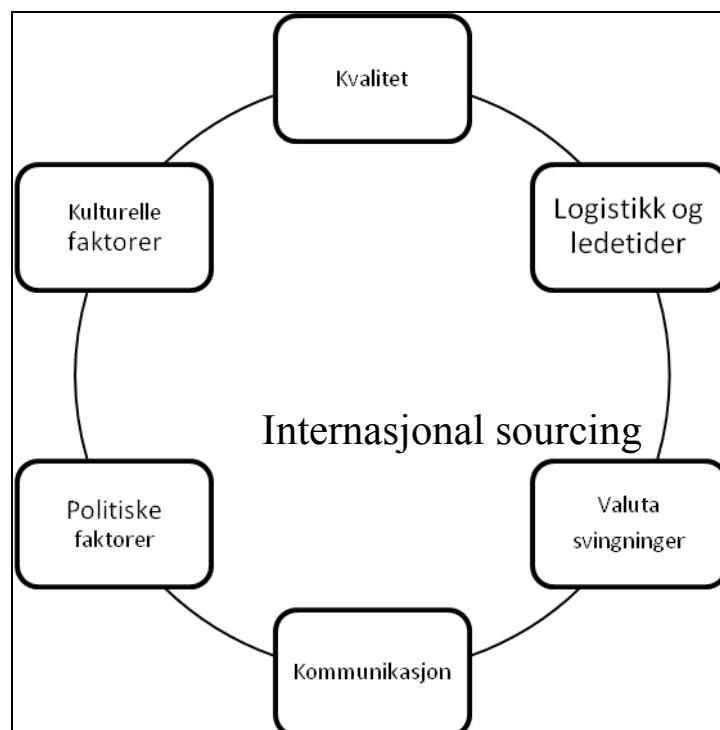 Kvalitet
Kulturelle
faktorer
Logistikk og
ledetider
Internasjonal sourcing
Politiske
faktorer
Valuta
svingninger
Kommunikasjon